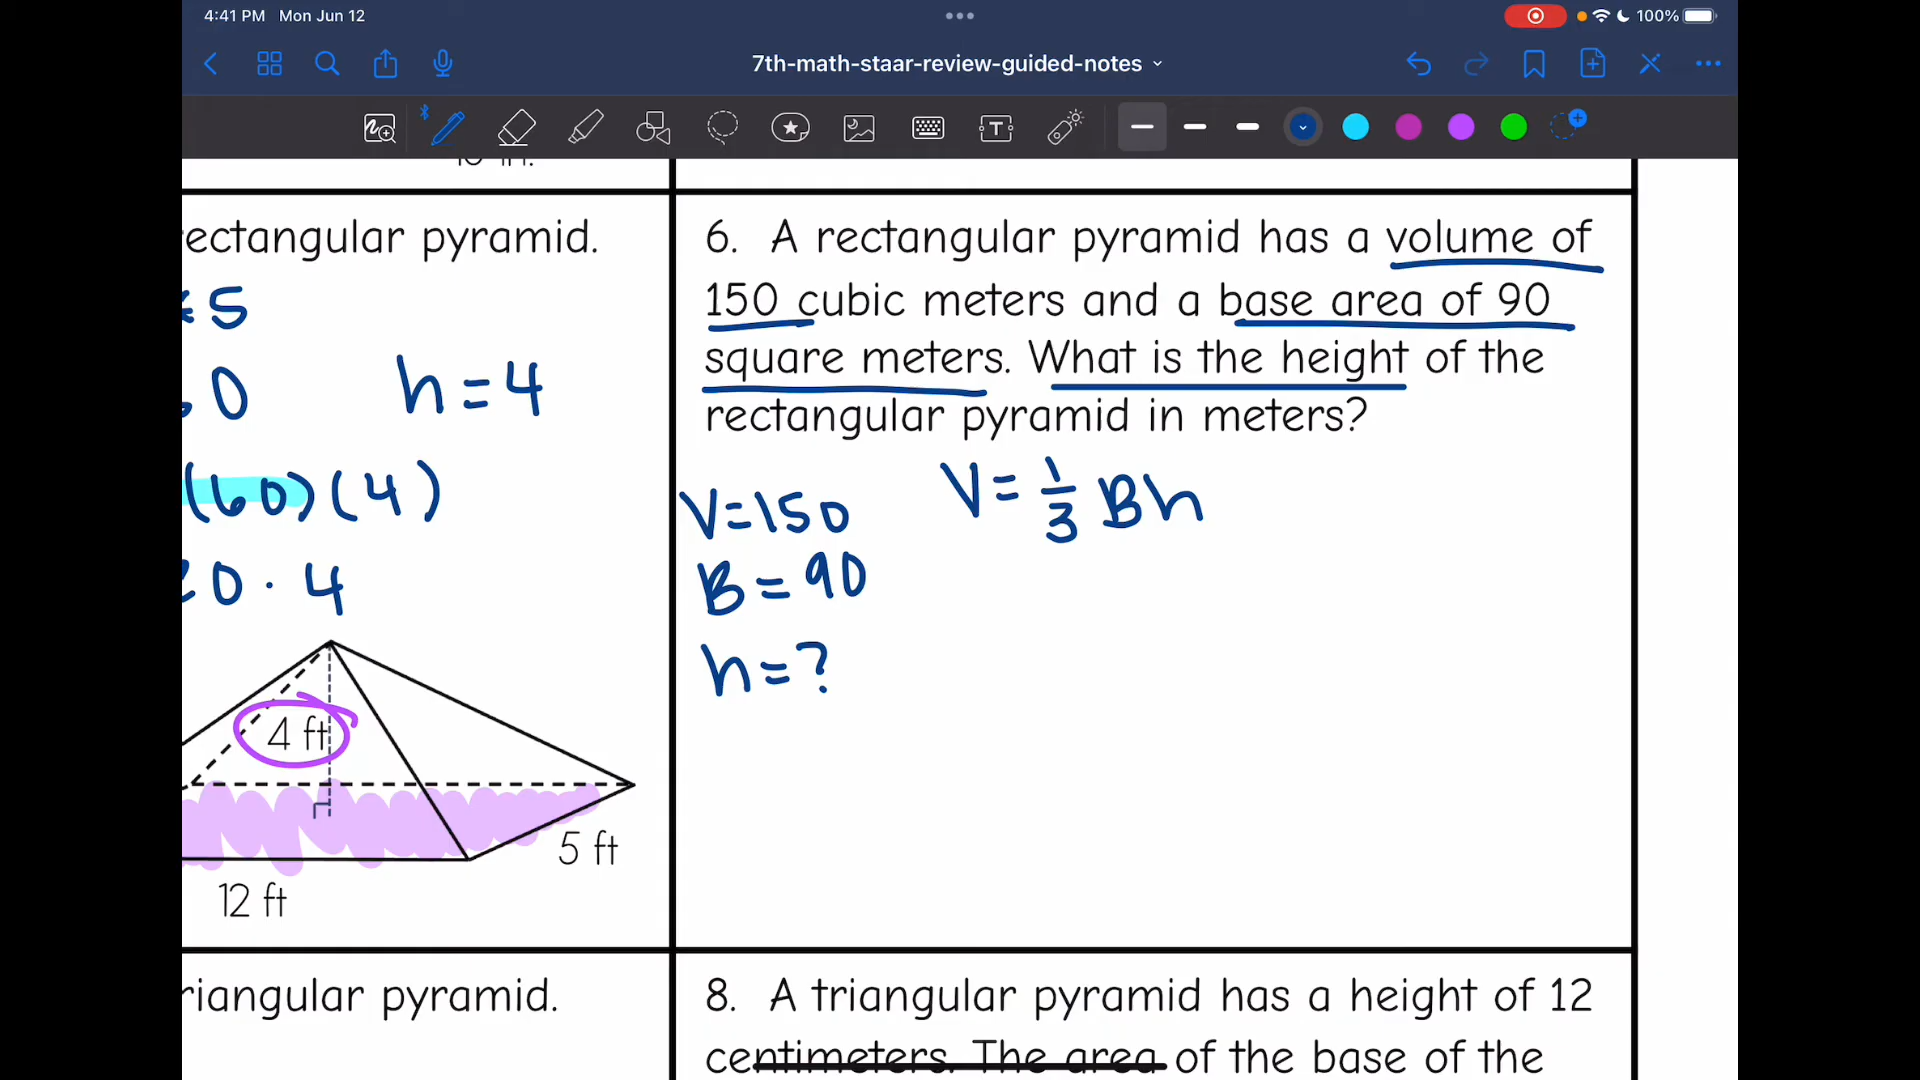 4:41 PM Mon Jun 12
100%
7th-math-staar-review-guided-notes
T
ectangular pyramid.
5
0
h = 4
(60)(4)
0 · 4
4 ft
5 ft
12 ft
6. A rectangular pyramid has a volume of
150 cubic meters and a base area of 90
square meters. What is the height of the
rectangular pyramid in meters?
V=150
B = 90
h=?
V= 1/3 Bh
riangular pyramid.
8. A triangular pyramid has a height of 12
centimeters. The area of the base of the